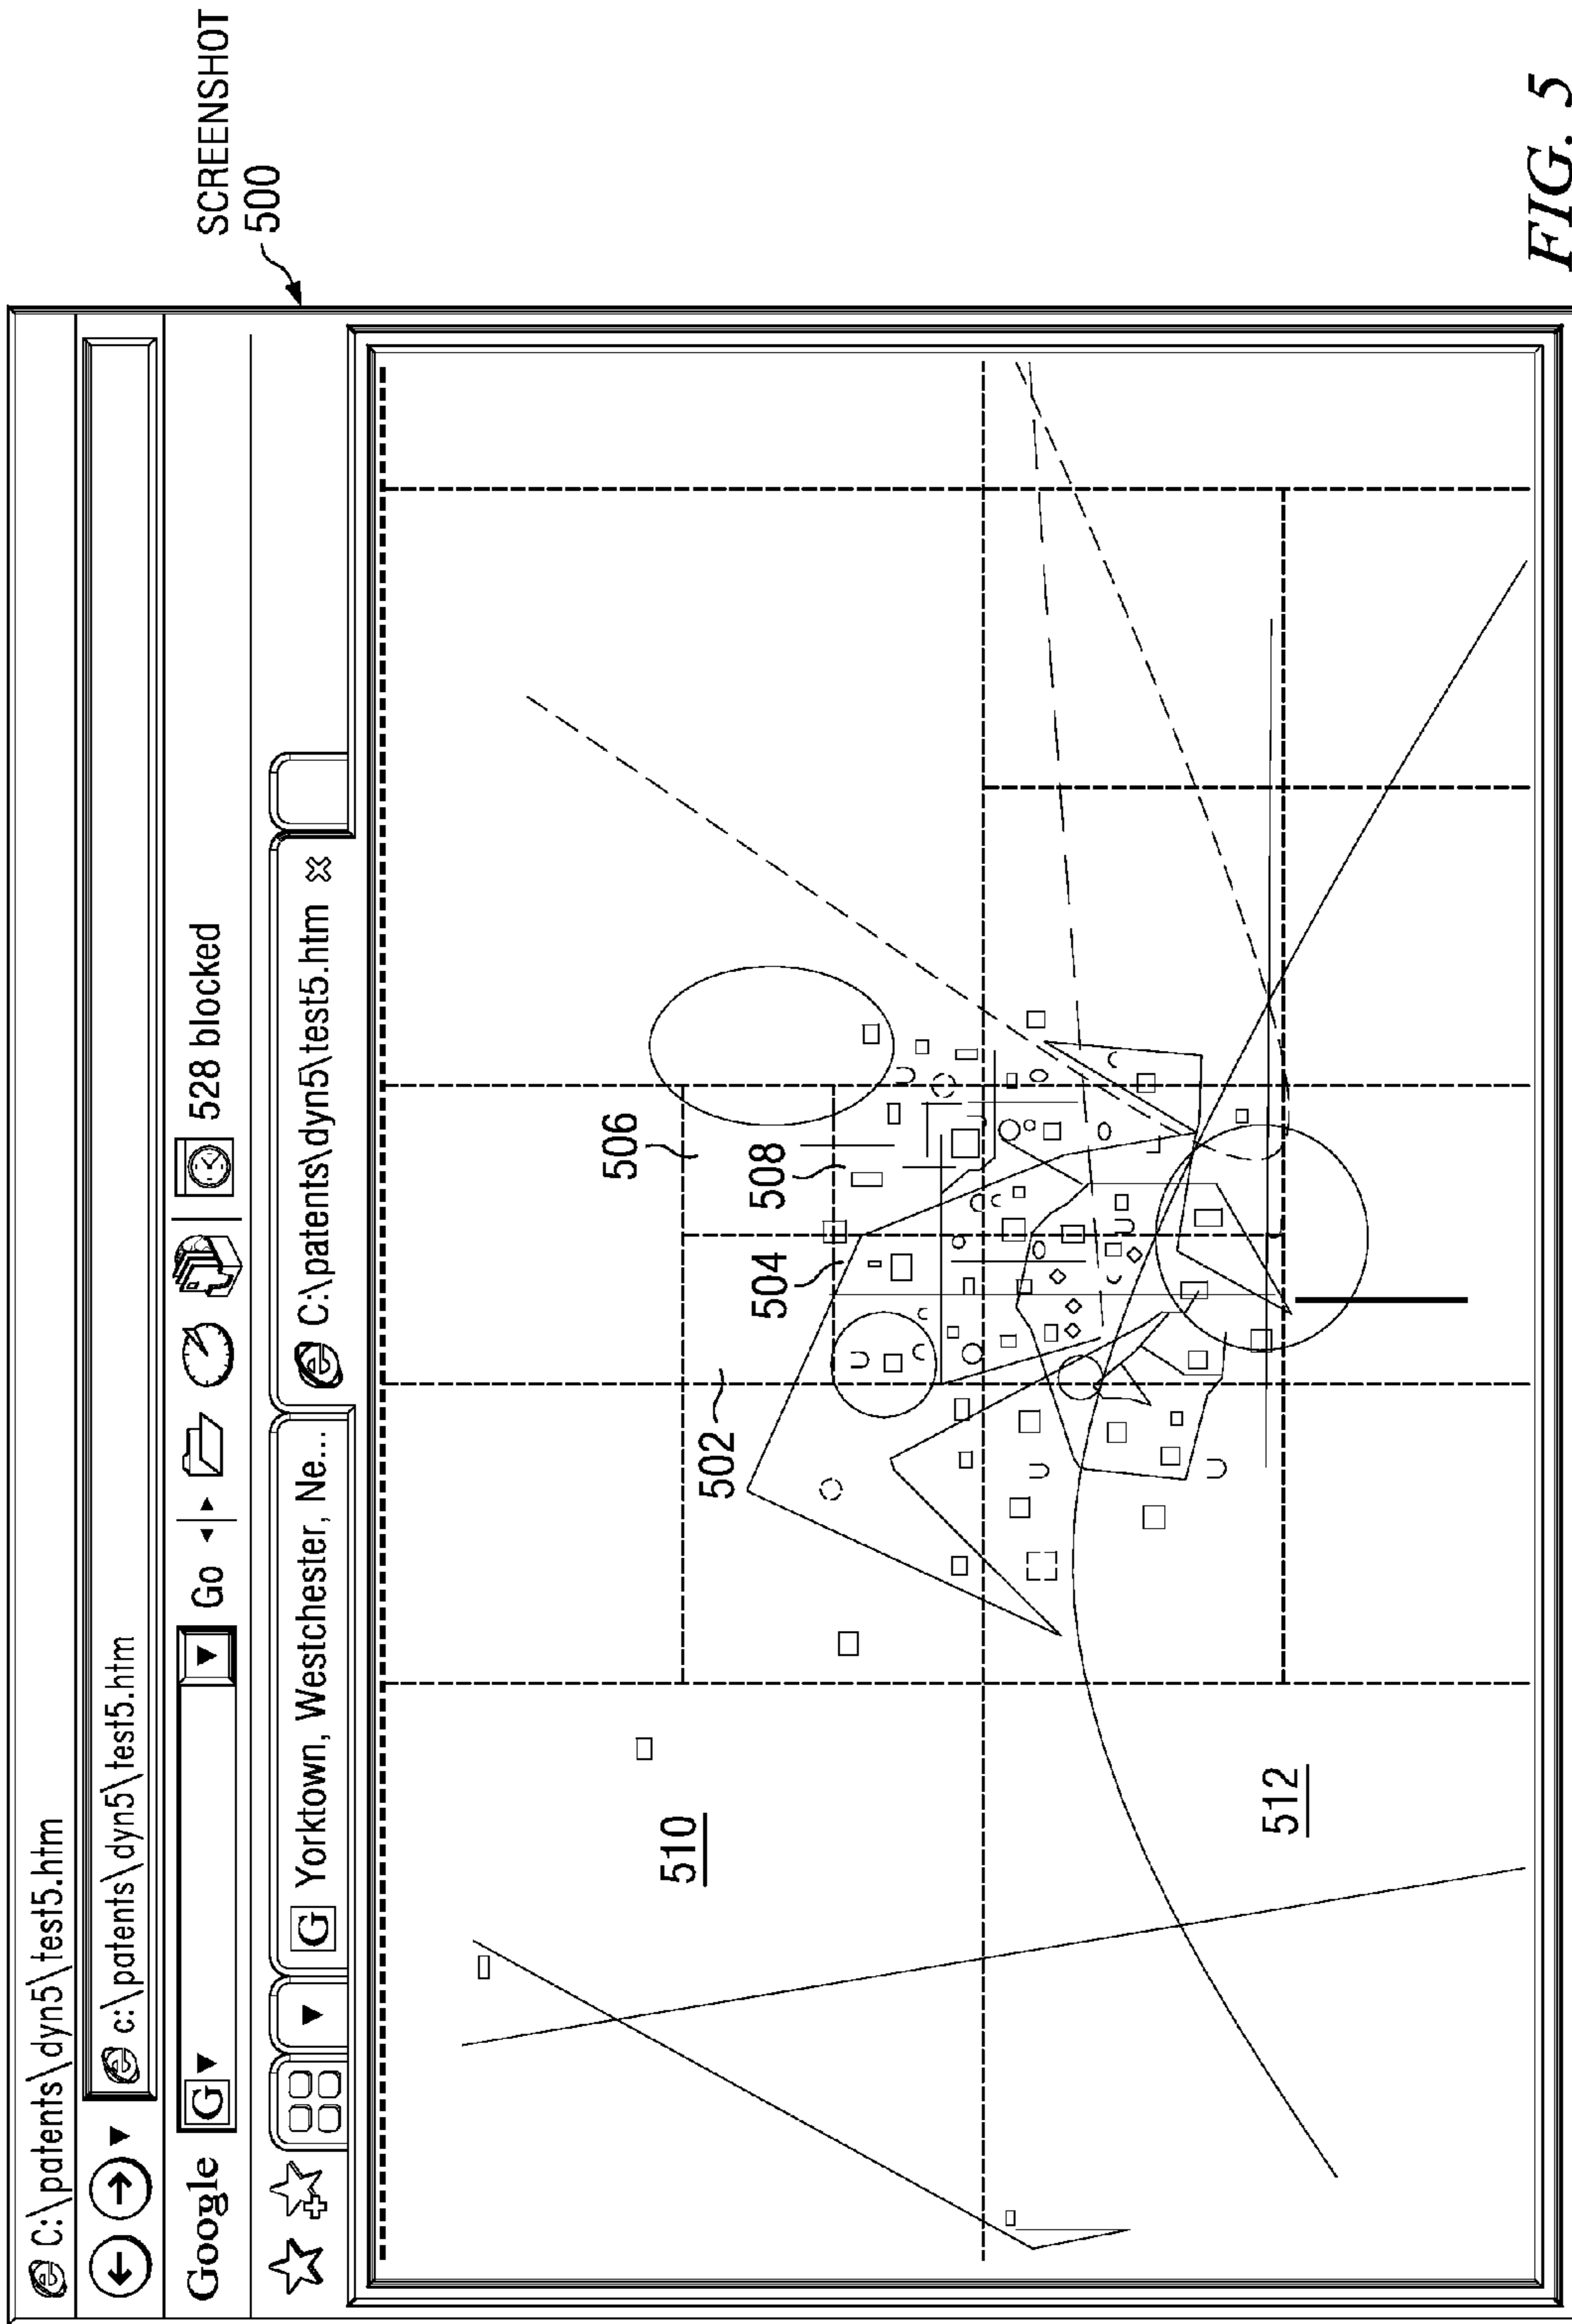 SCREENSHOT
500
C:\patents\dyn5\test5.htm
c:\patents\dyn5\test5.htm
Google G Go 528 blocked
G Yorktown, Westchester, Ne... C:\patents\dyn5\test5.htm
506
502
504
508
510
512
FIG. 5